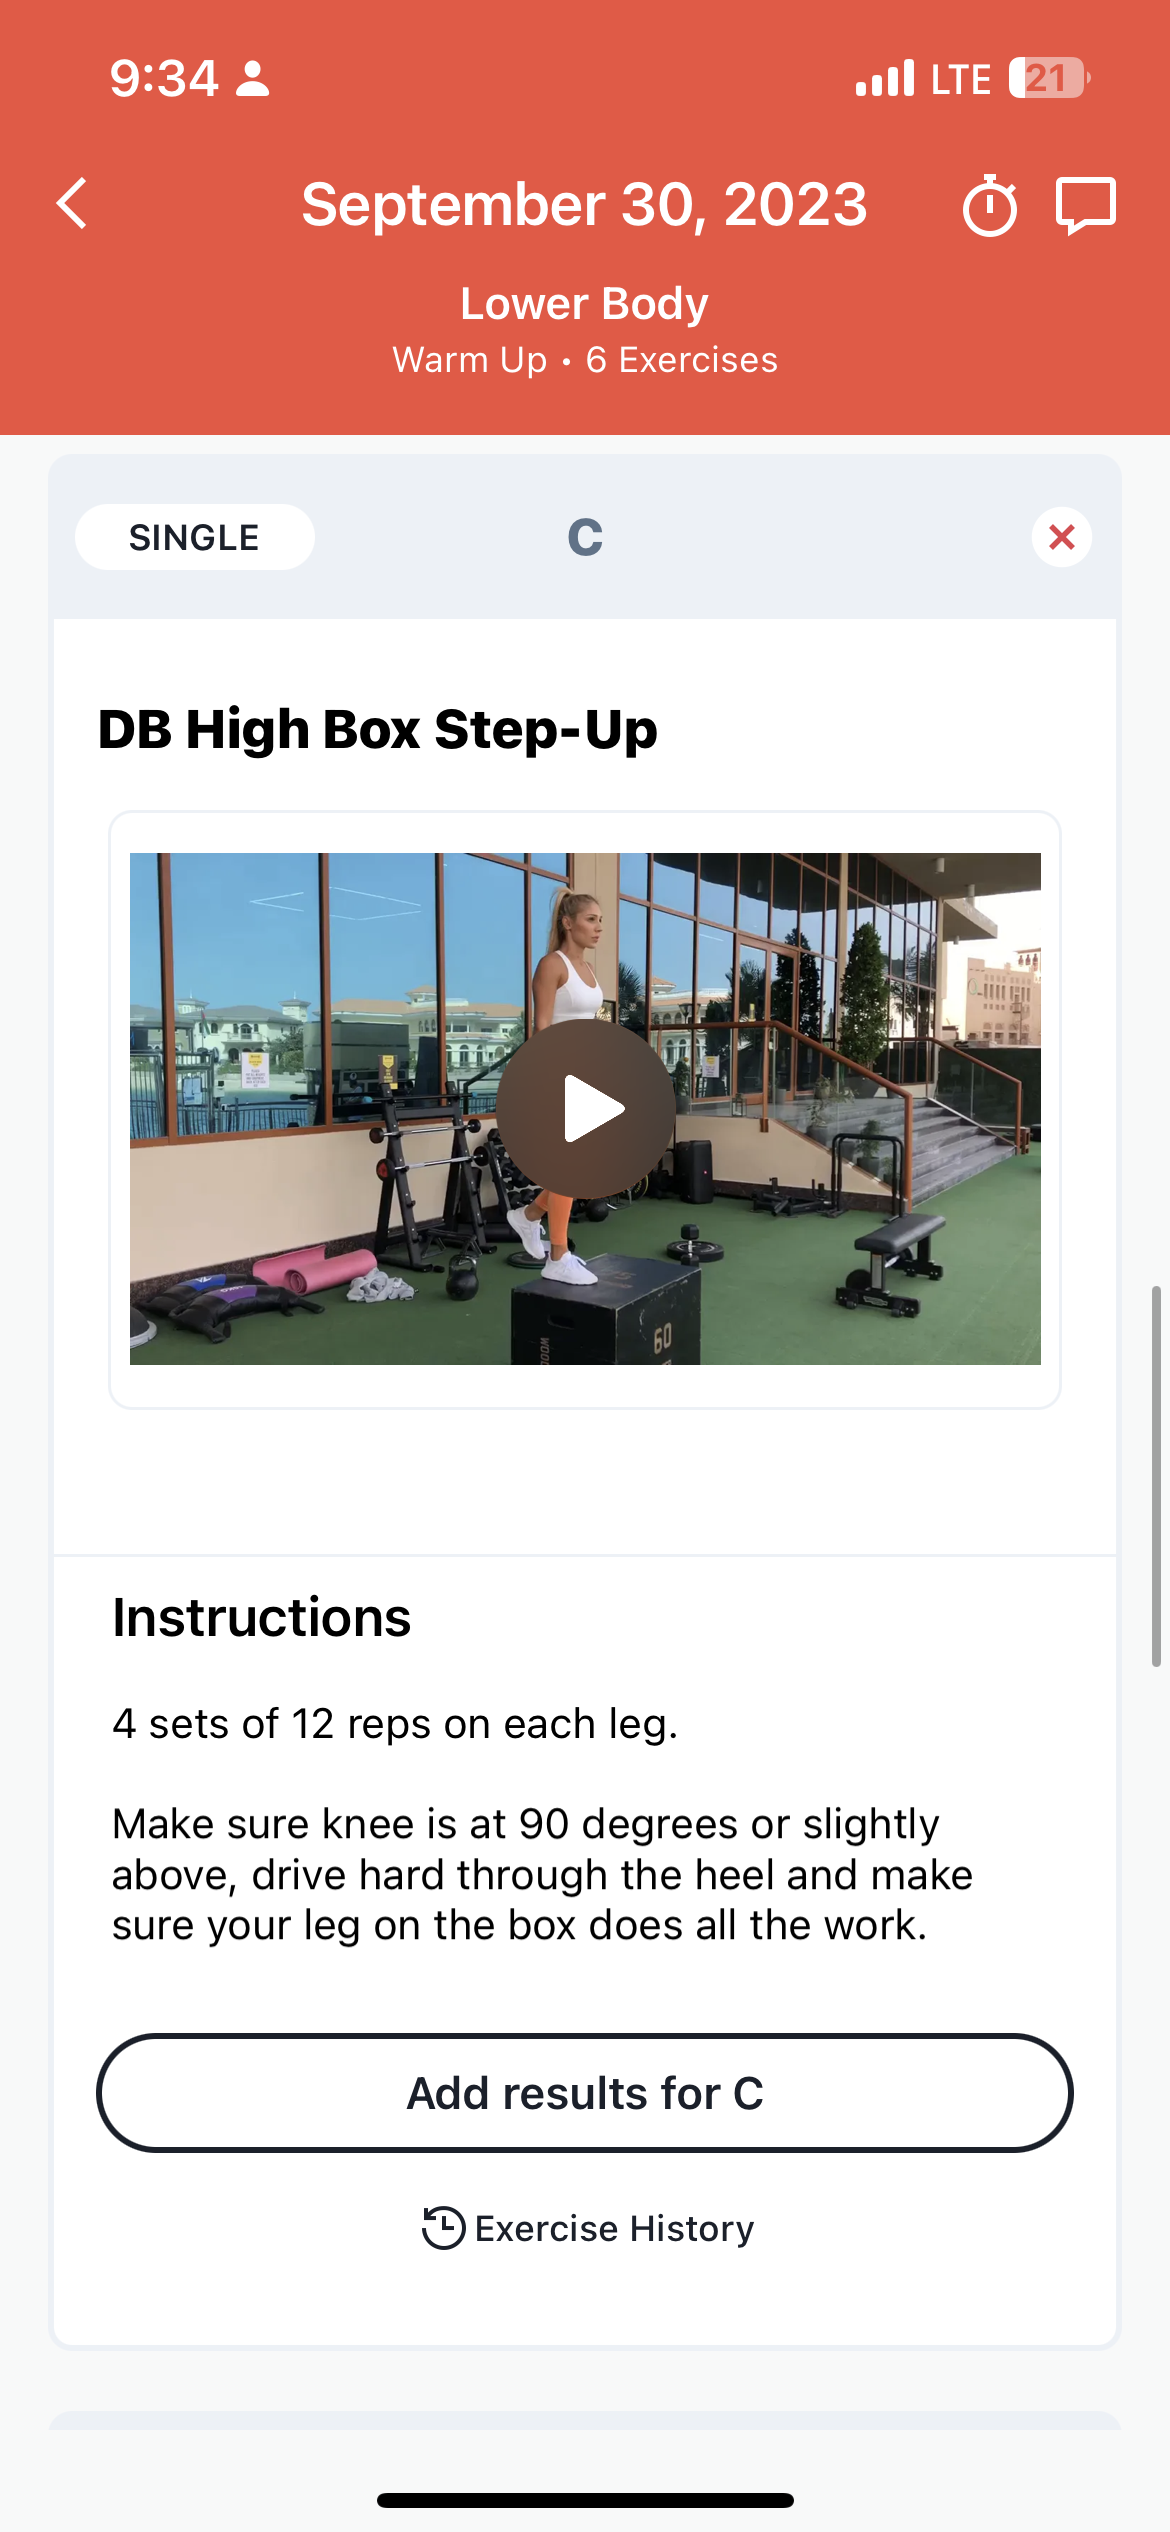 9:34
LTE
21
September 30, 2023
Lower Body
Warm Up • 6 Exercises
SINGLE
C
DB High Box Step-Up
60
Instructions
4 sets of 12 reps on each leg.
Make sure knee is at 90 degrees or slightly
above, drive hard through the heel and make
sure your leg on the box does all the work.
Add results for C
Exercise History